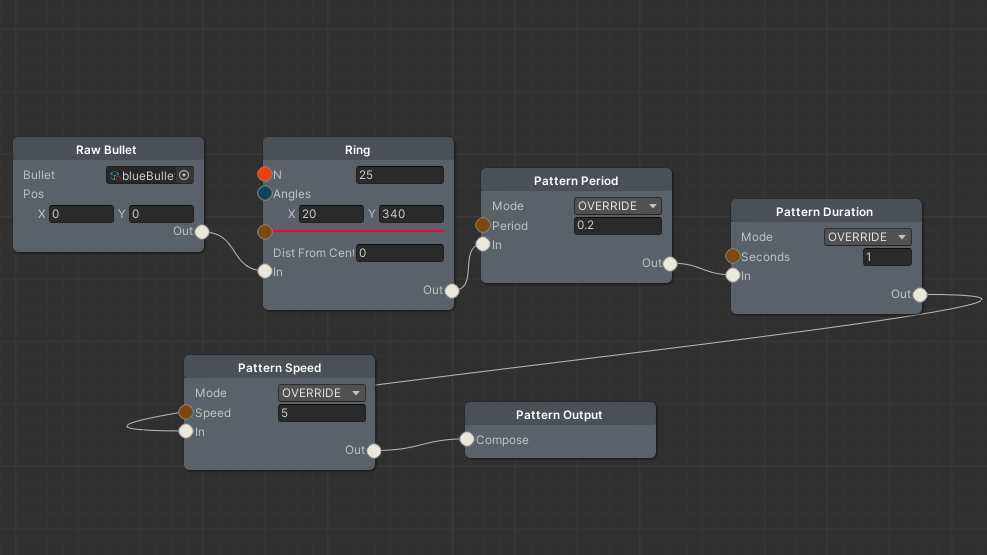 Raw Bullet
Bullet blueBulle
Pos
X 0 Y 0
Out
Ring
N 25
Angles
X 20 Y 340
Dist From Cent 0
In
Out
Pattern Period
Mode OVERRIDE
Period 0.2
In
Out
Pattern Duration
Mode OVERRIDE
Seconds 1
In
Out
Pattern Speed
Mode OVERRIDE
Speed 5
In
Out
Pattern Output
Compose